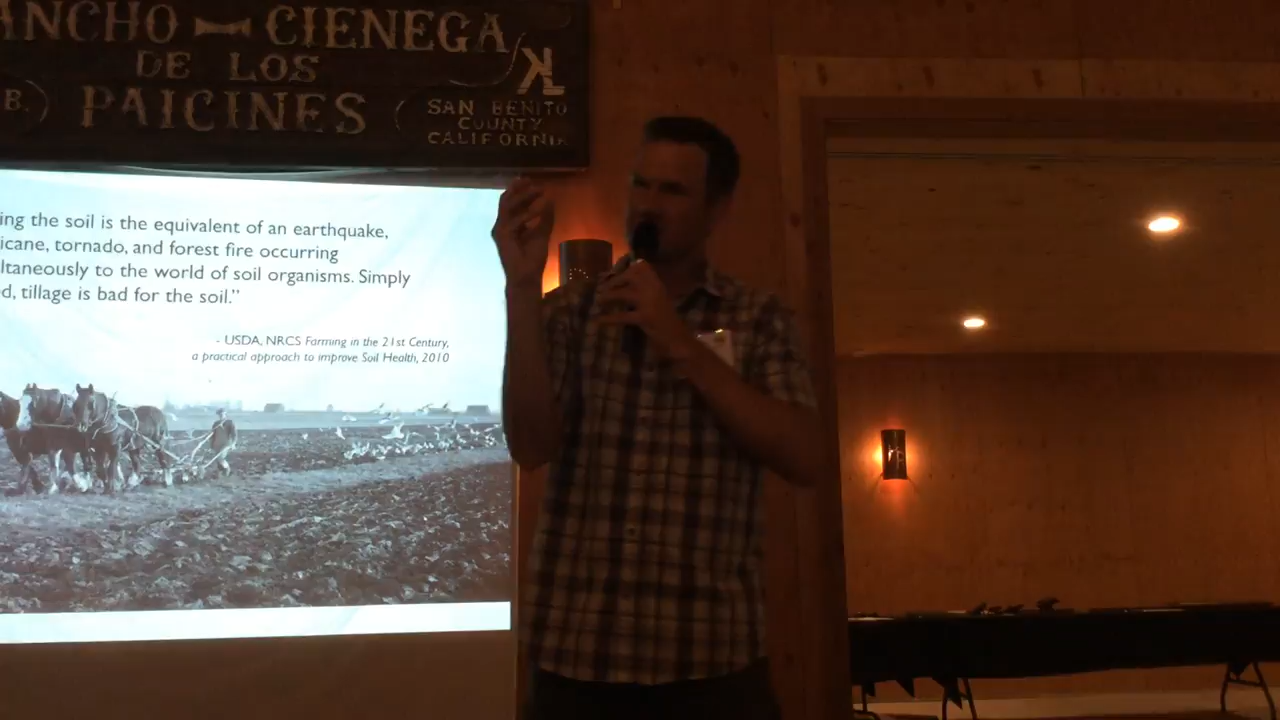 ANCHO CIENEGA
DE LOS
B.) PAICINES (
SAN BENITO
COUNTY
CALIFORNIA
ing the soil is the equivalent of an earthquake,
icane, tornado, and forest fire occurring
ltaneously to the world of soil organisms. Simply
d, tillage is bad for the soil.”
- USDA, NRCS Farming in the 21st Century,
a practical approach to improve Soil Health, 2010